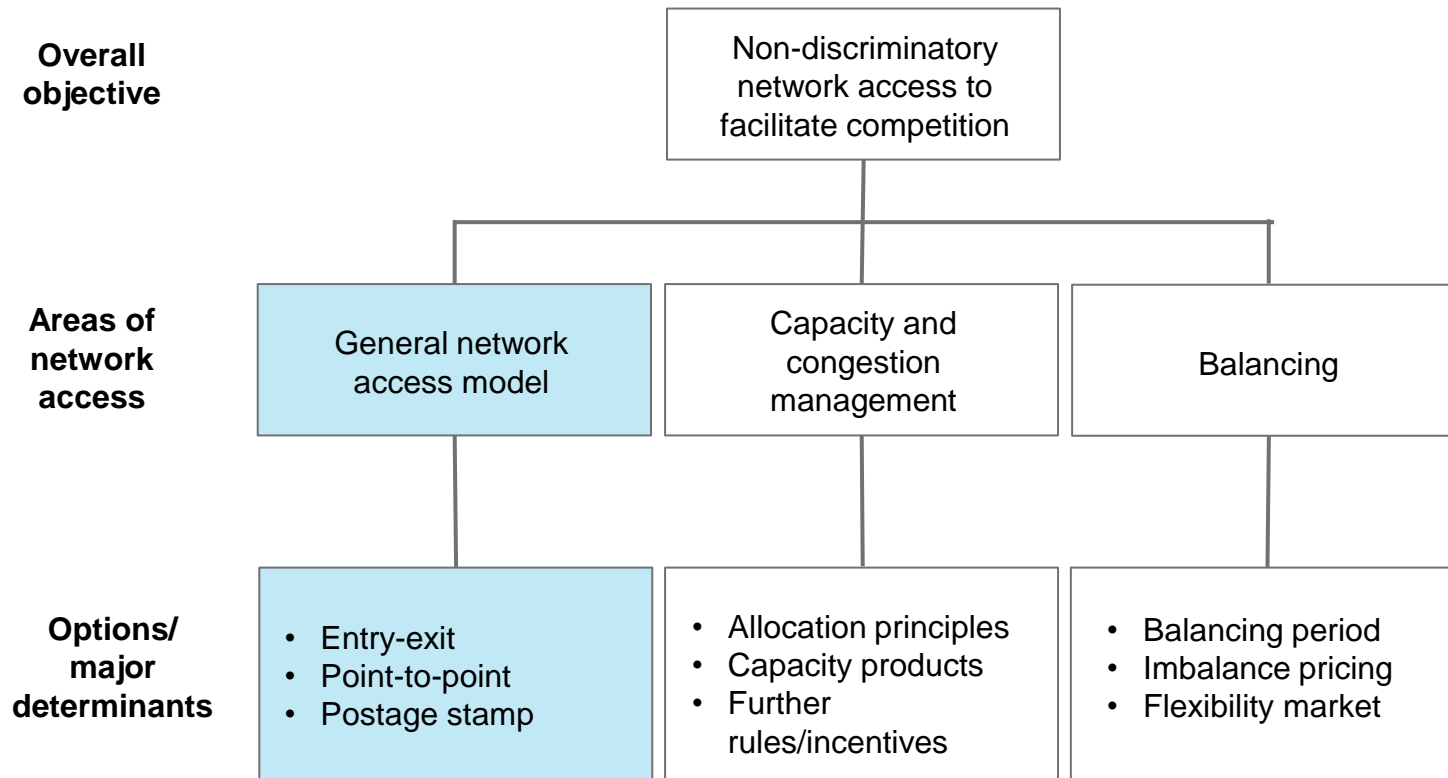 Overall
objective
Non-discriminatory
network access to
facilitate competition
Areas of
network
access
General network
access model
Capacity and
congestion
management
Balancing
Options/
major
determinants
• Entry-exit
• Point-to-point
• Postage stamp
• Allocation principles
• Capacity products
• Further
rules/incentives
• Balancing period
• Imbalance pricing
• Flexibility market